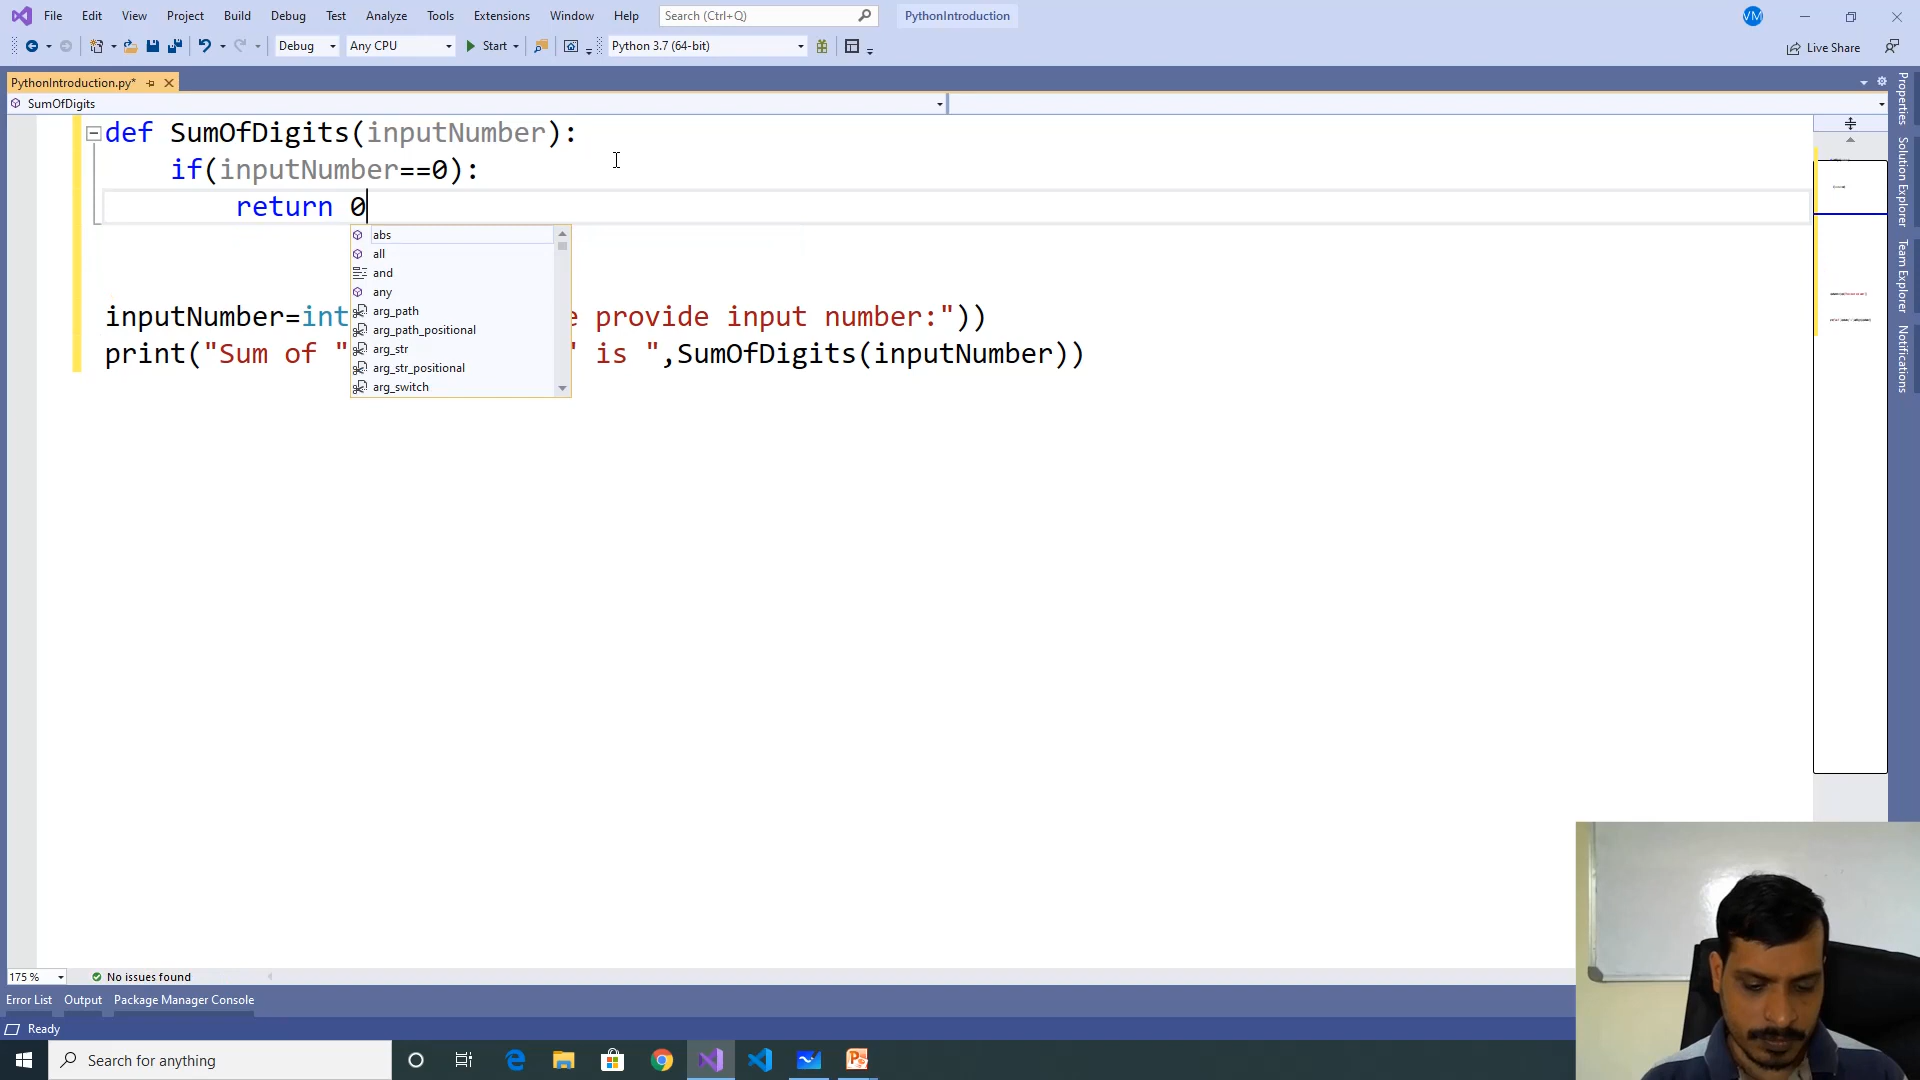 File Edit View Project Build Debug Test Analyze Tools Extensions Window Help Search (Ctrl+Q) PythonIntroduction VM
Debug Any CPU Start Python 3.7 (64-bit) Live Share
PythonIntroduction.py*
SumOfDigits
def SumOfDigits(inputNumber):
if(inputNumber==0):
return 0
abs
all
and
any
arg_path
arg_path_positional
arg_str
arg_str_positional
arg_switch
inputNumber=int provide input number:"))
print("Sum of " " is ",SumOfDigits(inputNumber))
Properties
Solution Explorer
Team Explorer
Notifications
175 % No issues found
Error List Output Package Manager Console
Ready
Search for anything